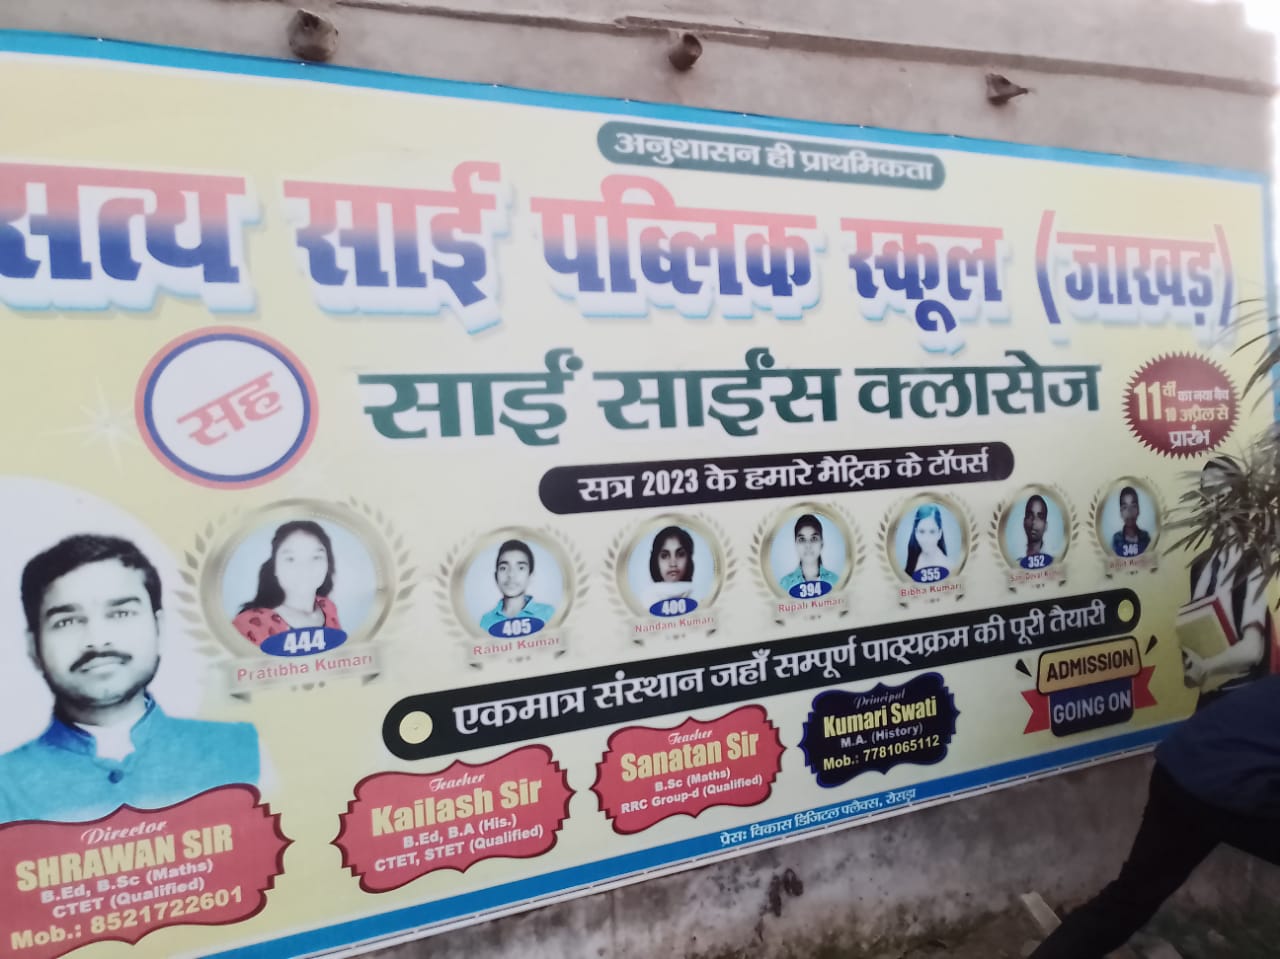 अनुशासन ही प्राथमिकता
सत्य साई पब्लिक स्कूल (जाखड़)
सह
साईं साईंस क्लासेज
11वीं का नया बैच
10 अप्रैल से
प्रारंभ
सत्र 2023 के हमारे मैट्रिक के टॉपर्स
444
Pratibha Kumari
405
Rahul Kumar
400
Nandani Kumari
394
Rupali Kumari
355
Bibha Kumari
352
346
एकमात्र संस्थान जहाँ सम्पूर्ण पाठ्यक्रम की पूरी तैयारी
ADMISSION
GOING ON
Director
SHRAWAN SIR
B.Ed, B.Sc (Maths)
CTET (Qualified)
Mob.: 8521722601
Teacher
Kailash Sir
B.Ed, B.A (His.)
CTET, STET (Qualified)
Teacher
Sanatan Sir
B.Sc (Maths)
RRC Group-d (Qualified)
Principal
Kumari Swati
M.A. (History)
Mob.: 7781065112
प्रेसः विकास डिजिटल फ्लैक्स, रोसड़ा